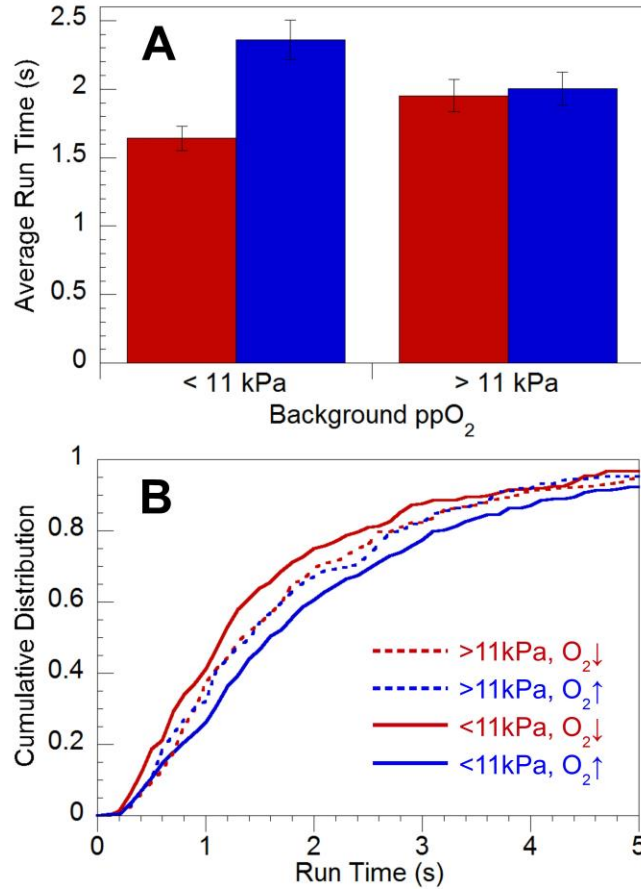 2.5
A
2
1.5
1
0.5
0
Average Run Time (s)
< 11 kPa > 11 kPa
Background ppO₂
1
B
0.8
0.6
0.4
0.2
0
Cumulative Distribution
>11kPa, O₂↓
>11kPa, O₂↑
<11kPa, O₂↓
<11kPa, O₂↑
0 1 2 3 4 5
Run Time (s)